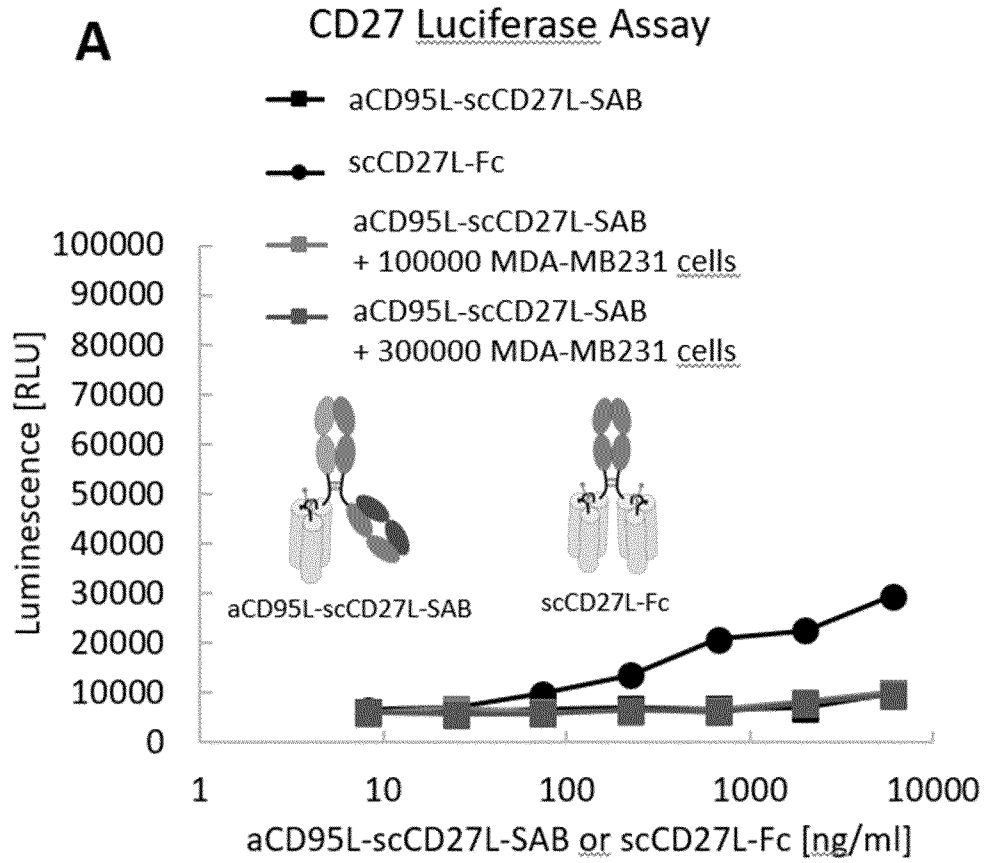 A
CD27 Luciferase Assay
aCD95L-scCD27L-SAB
scCD27L-Fc
aCD95L-scCD27L-SAB
+ 100000 MDA-MB231 cells
aCD95L-scCD27L-SAB
+ 300000 MDA-MB231 cells
Luminescence [RLU]
100000
90000
80000
70000
60000
50000
40000
30000
20000
10000
0
aCD95L-scCD27L-SAB
scCD27L-Fc
1 10 100 1000 10000
aCD95L-scCD27L-SAB or scCD27L-Fc [ng/ml]